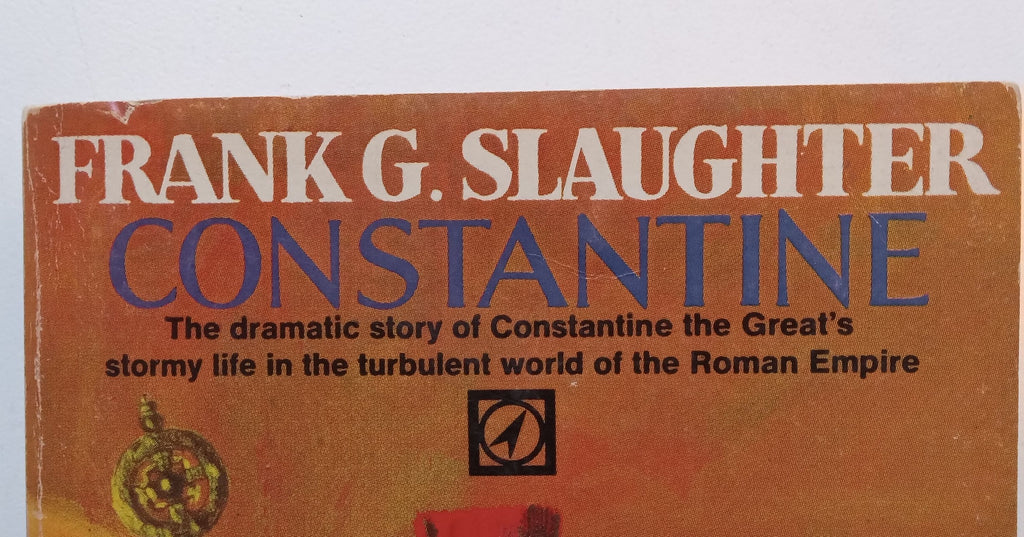 FRANK G. SLAUGHTER
CONSTANTINE
The dramatic story of Constantine the Great's
stormy life in the turbulent world of the Roman Empire